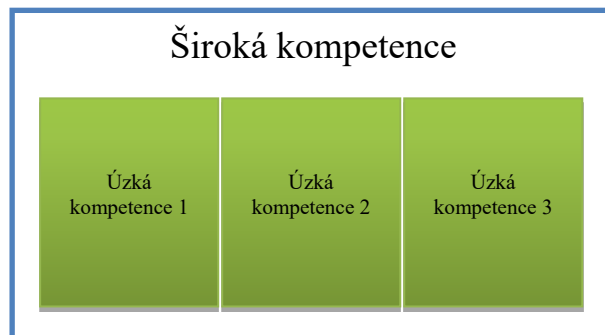 Široká kompetence
Úzká
kompetence 1
Úzká
kompetence 2
Úzká
kompetence 3